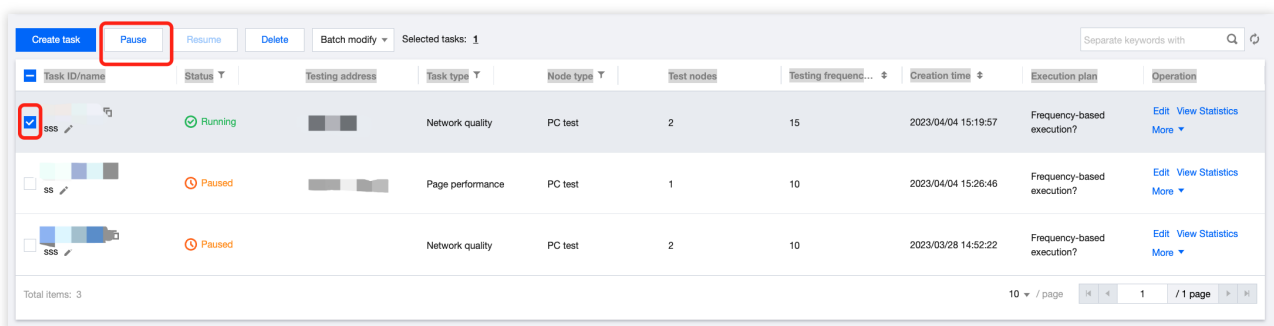 Create task Pause Resume Delete Batch modify Selected tasks: 1 Separate keywords with
Task ID/name Status Testing address Task type Node type Test nodes Testing frequenc... Creation time Execution plan Operation
sss Running Network quality PC test 2 15 2023/04/04 15:19:57 Frequency-based execution? Edit View Statistics More
ss Paused Page performance PC test 1 10 2023/04/04 15:26:46 Frequency-based execution? Edit View Statistics More
sss Paused Network quality PC test 2 10 2023/03/28 14:52:22 Frequency-based execution? Edit View Statistics More
Total items: 3 10 / page 1 / 1 page